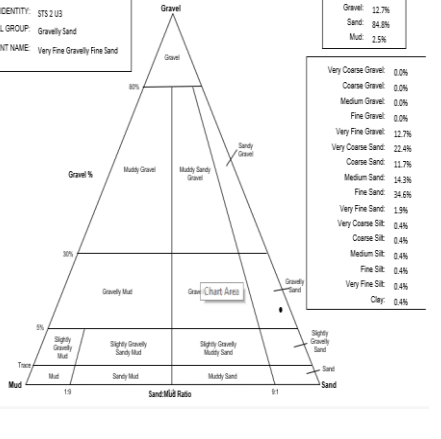 IDENTITY: STS 2 U3
L GROUP: Gravelly Sand
NT NAME: Very Fine Gravelly Fine Sand
Gravel: 12.7%
Sand: 84.8%
Mud: 2.5%
Very Coarse Gravel: 0.0%
Coarse Gravel: 0.0%
Medium Gravel: 0.0%
Fine Gravel: 0.0%
Very Fine Gravel: 12.7%
Very Coarse Sand: 22.4%
Coarse Sand: 11.7%
Medium Sand: 14.3%
Fine Sand: 34.6%
Very Fine Sand: 1.9%
Very Coarse Silt: 0.4%
Coarse Silt: 0.4%
Medium Silt: 0.4%
Fine Silt: 0.4%
Very Fine Silt: 0.4%
Clay: 0.4%
Gravel
Gravel
80%
Sandy
Gravel
Muddy Gravel
Muddy Sandy
Gravel
Gravel %
30%
Gravelly Mud
Grav
Chart Area
Gravelly
Sand
5%
Slightly
Gravelly
Mud
Slightly Gravelly
Sandy Mud
Slightly Gravelly
Muddy Sand
Slightly
Gravelly
Sand
Trace
Mud
Sandy Mud
Muddy Sand
Sand
Mud
Sand
1:9
Sand:Mud Ratio
9:1